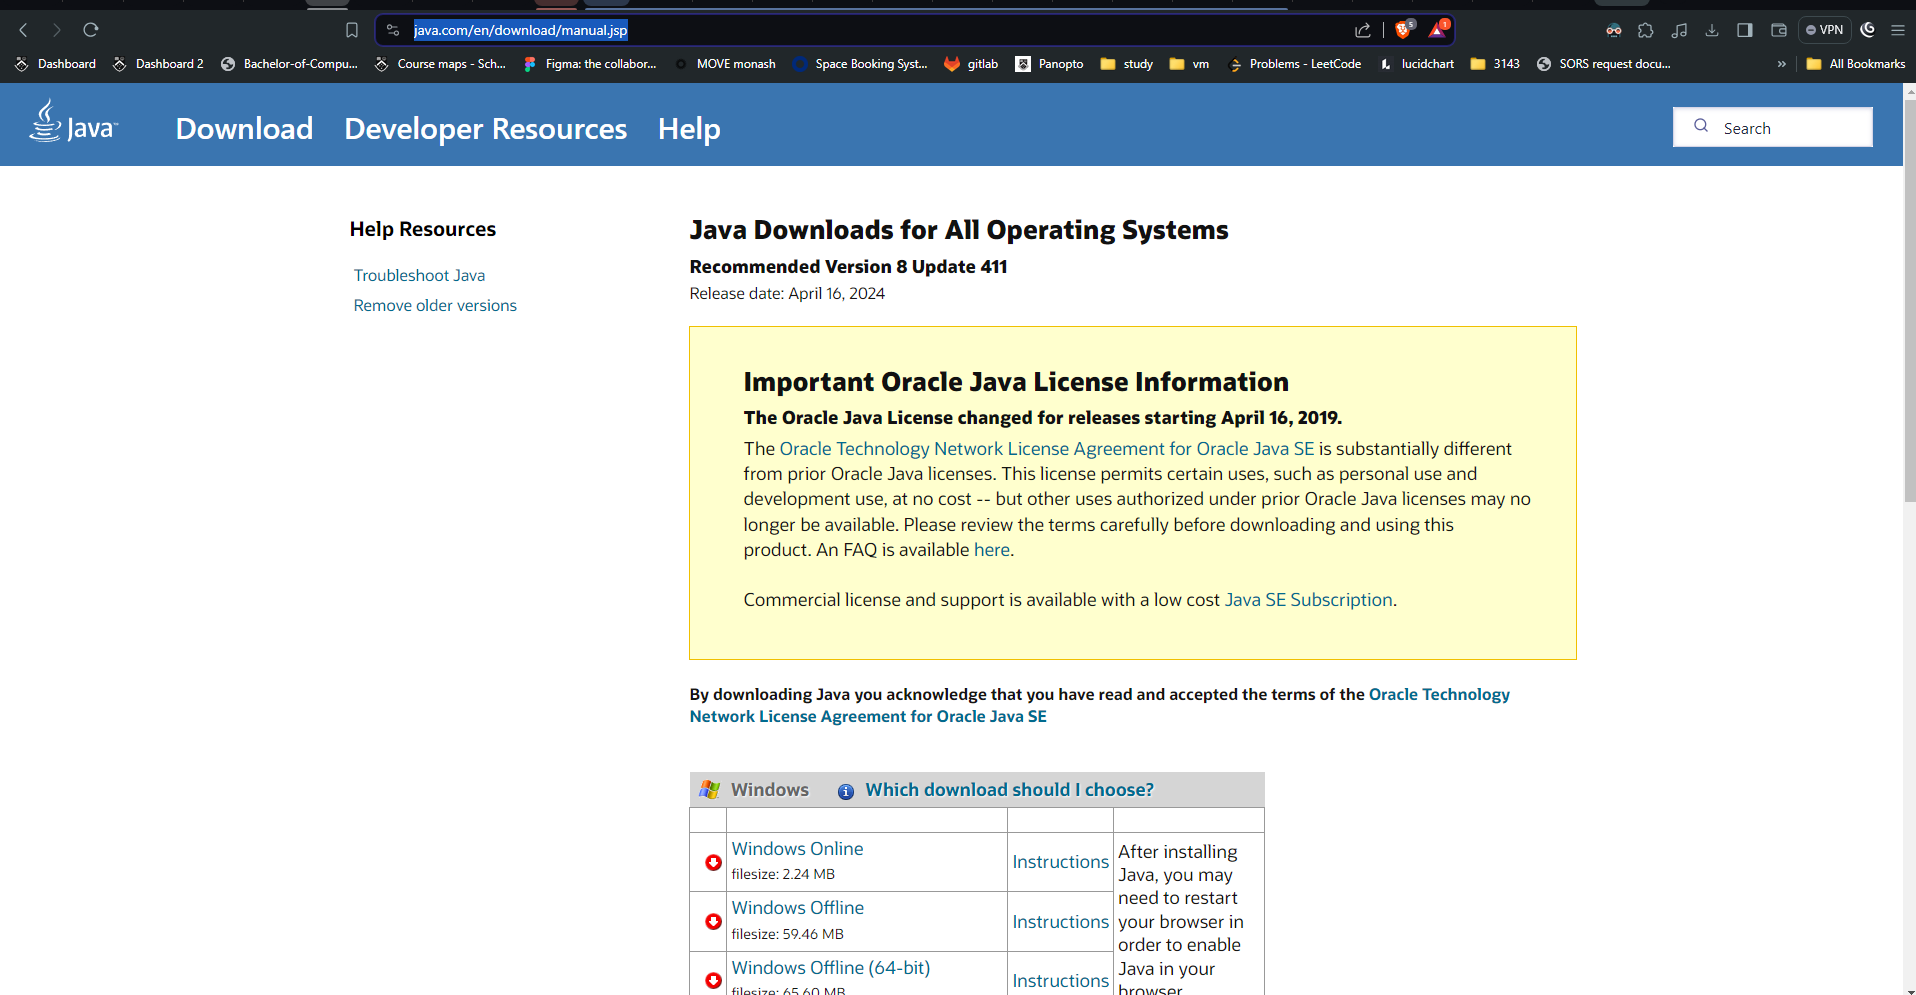 java.com/en/download/manual.jsp
5
1
VPN
Dashboard
Dashboard 2
Bachelor-of-Compu...
Course maps - Sch...
Figma: the collabor...
MOVE monash
Space Booking Syst...
gitlab
Panopto
study
vm
Problems - LeetCode
lucidchart
3143
SORS request docu...
»
All Bookmarks
Java™
Download
Developer Resources
Help
Search
Help Resources
Troubleshoot Java
Remove older versions
Java Downloads for All Operating Systems
Recommended Version 8 Update 411
Release date: April 16, 2024
Important Oracle Java License Information
The Oracle Java License changed for releases starting April 16, 2019.
The Oracle Technology Network License Agreement for Oracle Java SE is substantially different
from prior Oracle Java licenses. This license permits certain uses, such as personal use and
development use, at no cost -- but other uses authorized under prior Oracle Java licenses may no
longer be available. Please review the terms carefully before downloading and using this
product. An FAQ is available here.
Commercial license and support is available with a low cost Java SE Subscription.
By downloading Java you acknowledge that you have read and accepted the terms of the Oracle Technology
Network License Agreement for Oracle Java SE
Windows
Which download should I choose?
Windows Online
filesize: 2.24 MB
Instructions
Windows Offline
filesize: 59.46 MB
Instructions
Windows Offline (64-bit)
filesize: 65.60 MB
Instructions
After installing
Java, you may
need to restart
your browser in
order to enable
Java in your
browser.